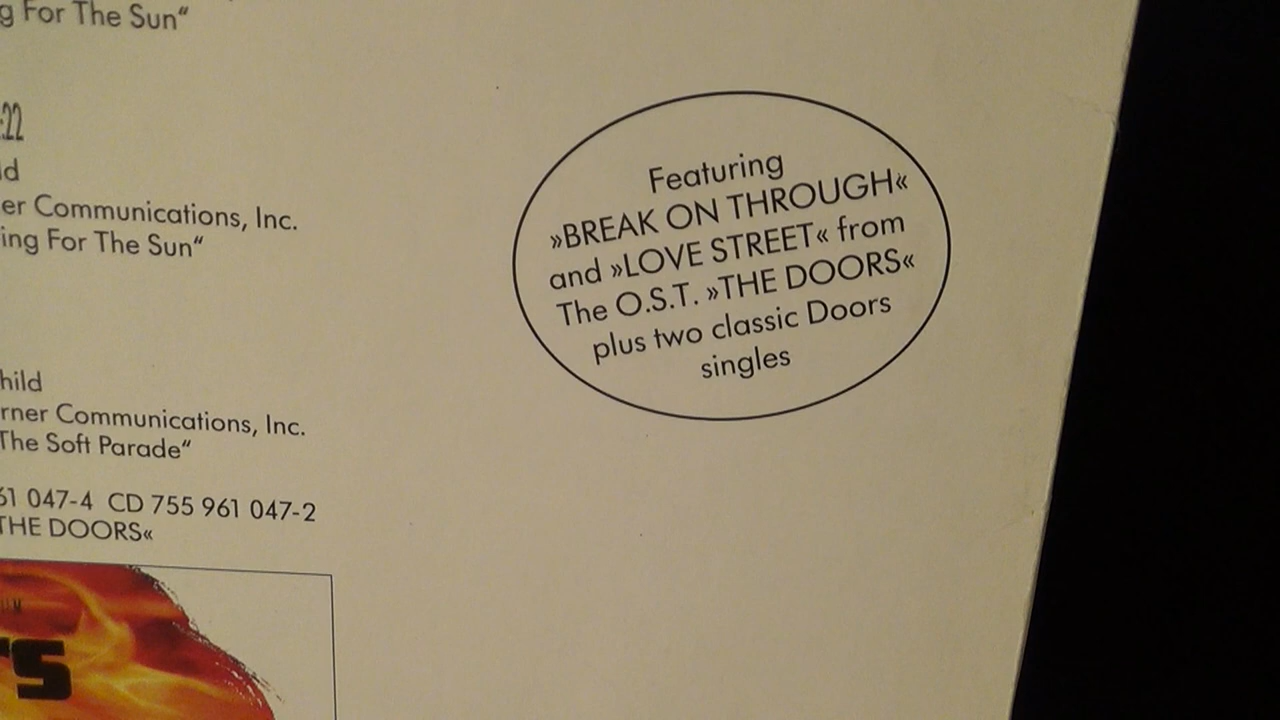 g For The Sun“
:22
ld
er Communications, Inc.
ing For The Sun“
Featuring
»BREAK ON THROUGH«
and »LOVE STREET« from
The O.S.T. »THE DOORS«
plus two classic Doors
singles
hild
rner Communications, Inc.
The Soft Parade“
61 047-4 CD 755 961 047-2
THE DOORS«
RS